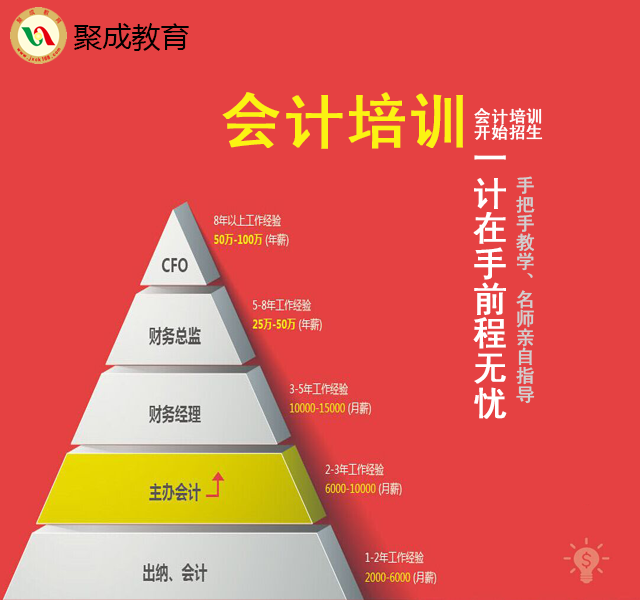 聚成教育
会计培训
会计培训
开始招生
一计在手前程无忧
手把手教学、名师亲自指导
8年以上工作经验
50万-100万 (年薪)
CFO
5-8年工作经验
25万-50万 (年薪)
财务总监
3-5年工作经验
10000-15000 (月薪)
财务经理
2-3年工作经验
6000-10000 (月薪)
主办会计
1-2年工作经验
2000-6000 (月薪)
出纳、会计
$